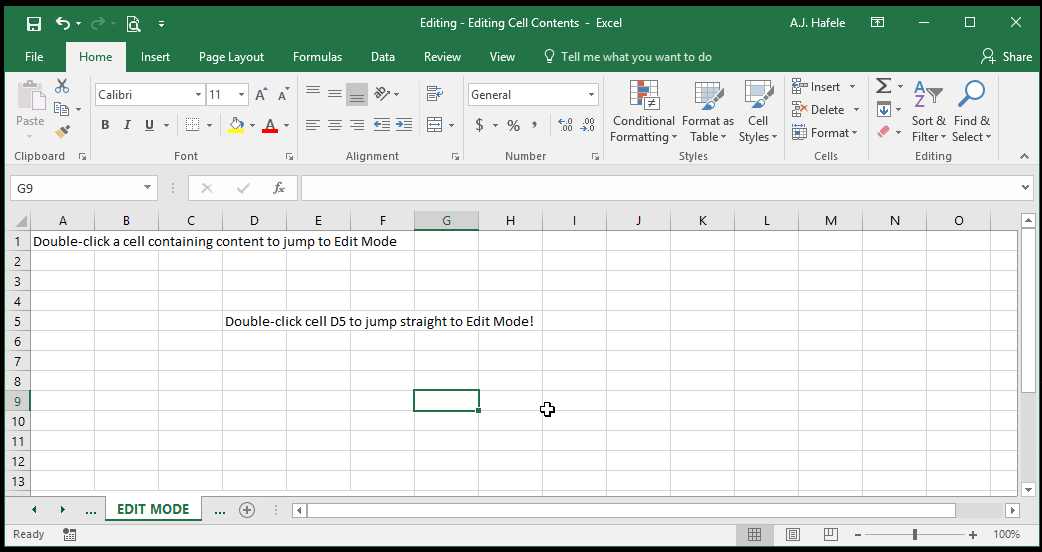 Editing - Editing Cell Contents - Excel A.J. Hafele
File Home Insert Page Layout Formulas Data Review View Tell me what you want to do Share
Calibri 11 A A General Insert Σ A Z
Paste B I U A $ % , .0 .00 .00 .0 Conditional Formatting Format as Table Cell Styles Delete Format Sort & Filter Find & Select
Clipboard Font Alignment Number Styles Cells Editing
G9 fx
A B C D E F G H I J K L M N O
1 Double-click a cell containing content to jump to Edit Mode
2
3
4
5 Double-click cell D5 to jump straight to Edit Mode!
6
7
8
9
10
11
12
13
... EDIT MODE ...
Ready 100%